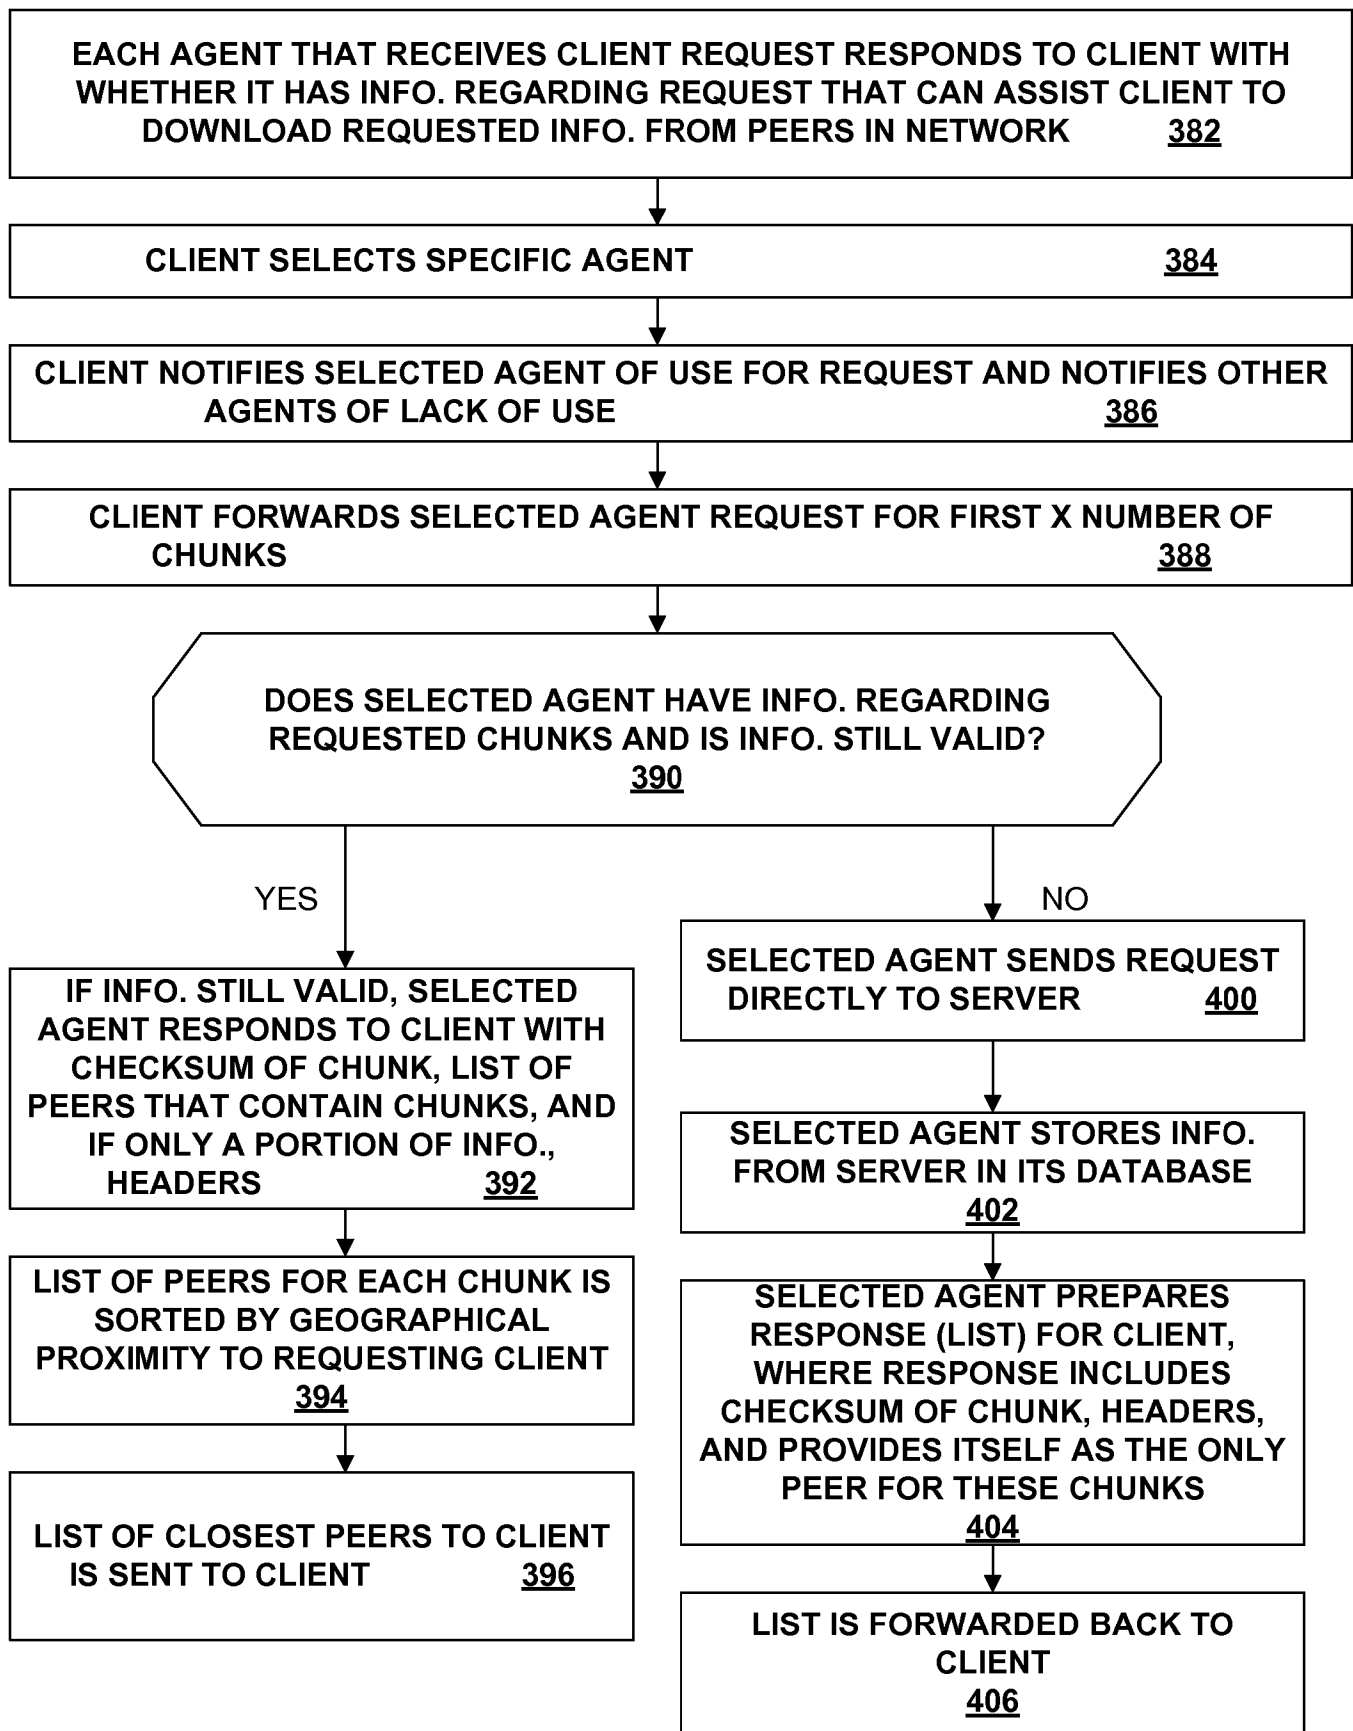 EACH AGENT THAT RECEIVES CLIENT REQUEST RESPONDS TO CLIENT WITH
WHETHER IT HAS INFO. REGARDING REQUEST THAT CAN ASSIST CLIENT TO
DOWNLOAD REQUESTED INFO. FROM PEERS IN NETWORK 382
CLIENT SELECTS SPECIFIC AGENT 384
CLIENT NOTIFIES SELECTED AGENT OF USE FOR REQUEST AND NOTIFIES OTHER
AGENTS OF LACK OF USE 386
CLIENT FORWARDS SELECTED AGENT REQUEST FOR FIRST X NUMBER OF
CHUNKS 388
DOES SELECTED AGENT HAVE INFO. REGARDING
REQUESTED CHUNKS AND IS INFO. STILL VALID?
390
YES
IF INFO. STILL VALID, SELECTED
AGENT RESPONDS TO CLIENT WITH
CHECKSUM OF CHUNK, LIST OF
PEERS THAT CONTAIN CHUNKS, AND
IF ONLY A PORTION OF INFO.,
HEADERS 392
LIST OF PEERS FOR EACH CHUNK IS
SORTED BY GEOGRAPHICAL
PROXIMITY TO REQUESTING CLIENT
394
LIST OF CLOSEST PEERS TO CLIENT
IS SENT TO CLIENT 396
NO
SELECTED AGENT SENDS REQUEST
DIRECTLY TO SERVER 400
SELECTED AGENT STORES INFO.
FROM SERVER IN ITS DATABASE
402
SELECTED AGENT PREPARES
RESPONSE (LIST) FOR CLIENT,
WHERE RESPONSE INCLUDES
CHECKSUM OF CHUNK, HEADERS,
AND PROVIDES ITSELF AS THE ONLY
PEER FOR THESE CHUNKS
404
LIST IS FORWARDED BACK TO
CLIENT
406